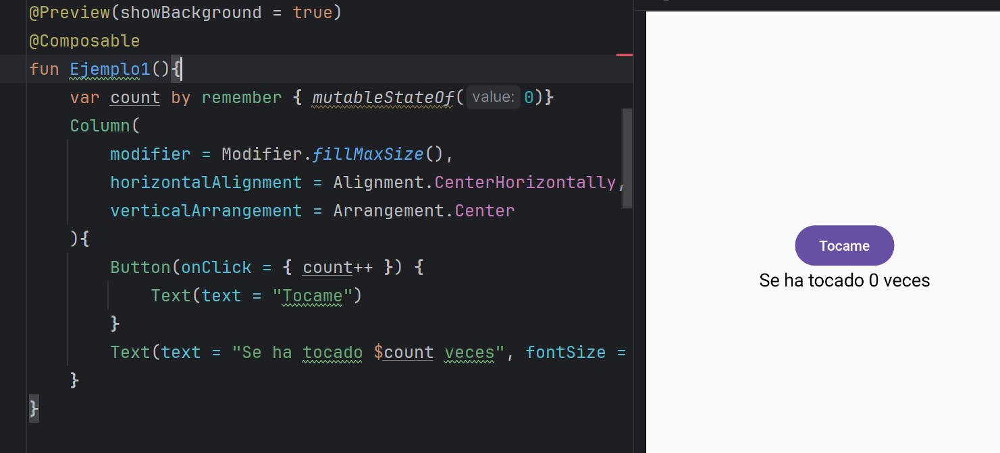 @Preview(showBackground = true)
@Composable
fun Ejemplo1(){
    var count by remember { mutableStateOf( value: 0)}
    Column(
        modifier = Modifier.fillMaxSize(),
        horizontalAlignment = Alignment.CenterHorizontally,
        verticalArrangement = Arrangement.Center
    ){
        Button(onClick = { count++ }) {
            Text(text = "Tocame")
        }
        Text(text = "Se ha tocado $count veces", fontSize =
    }
}
Tocame
Se ha tocado 0 veces